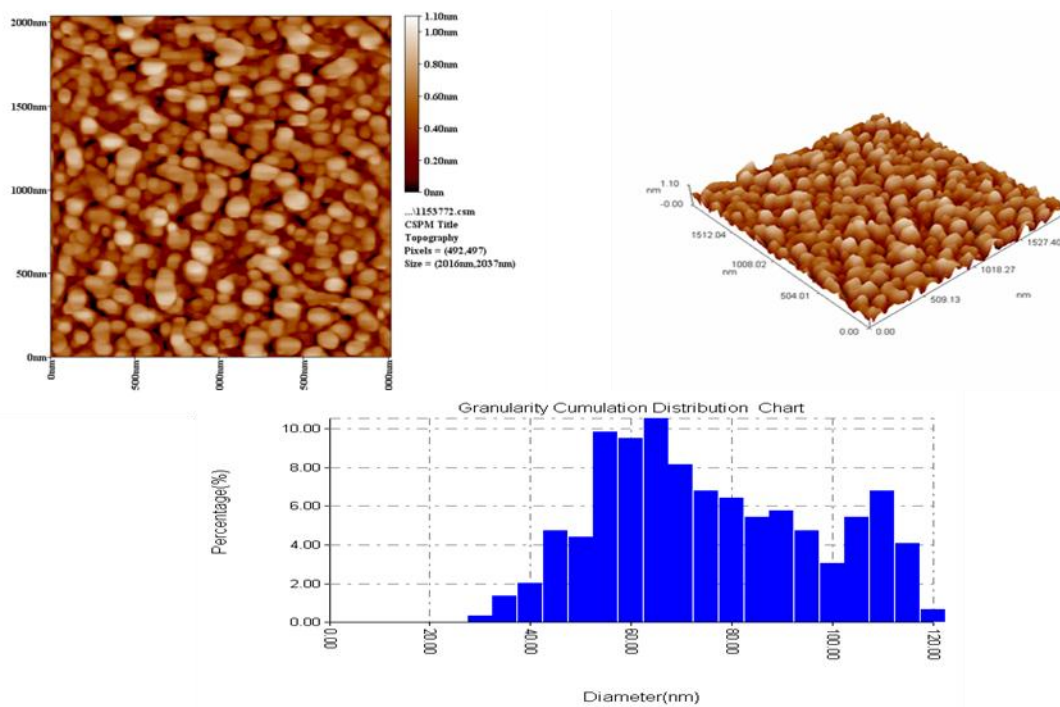 2000nm
1500nm
1000nm
500nm
0nm
0nm
500nm
000nm
500nm
000nm
1.10nm
1.00nm
0.80nm
0.60nm
0.40nm
0.20nm
0nm
...\1153772.csm
CSPM Title
Topography
Pixels = (492,497)
Size = (2016nm,2037nm)
nm
1.10
-0.00
1512.04
1008.02
nm
504.01
0.00
0.00
509.13
1018.27
nm
1527.40
Granularity Cumulation Distribution Chart
Percentage(%)
10.00
8.00
6.00
4.00
2.00
0.00
0.00
20.00
40.00
60.00
80.00
100.00
120.00
Diameter(nm)